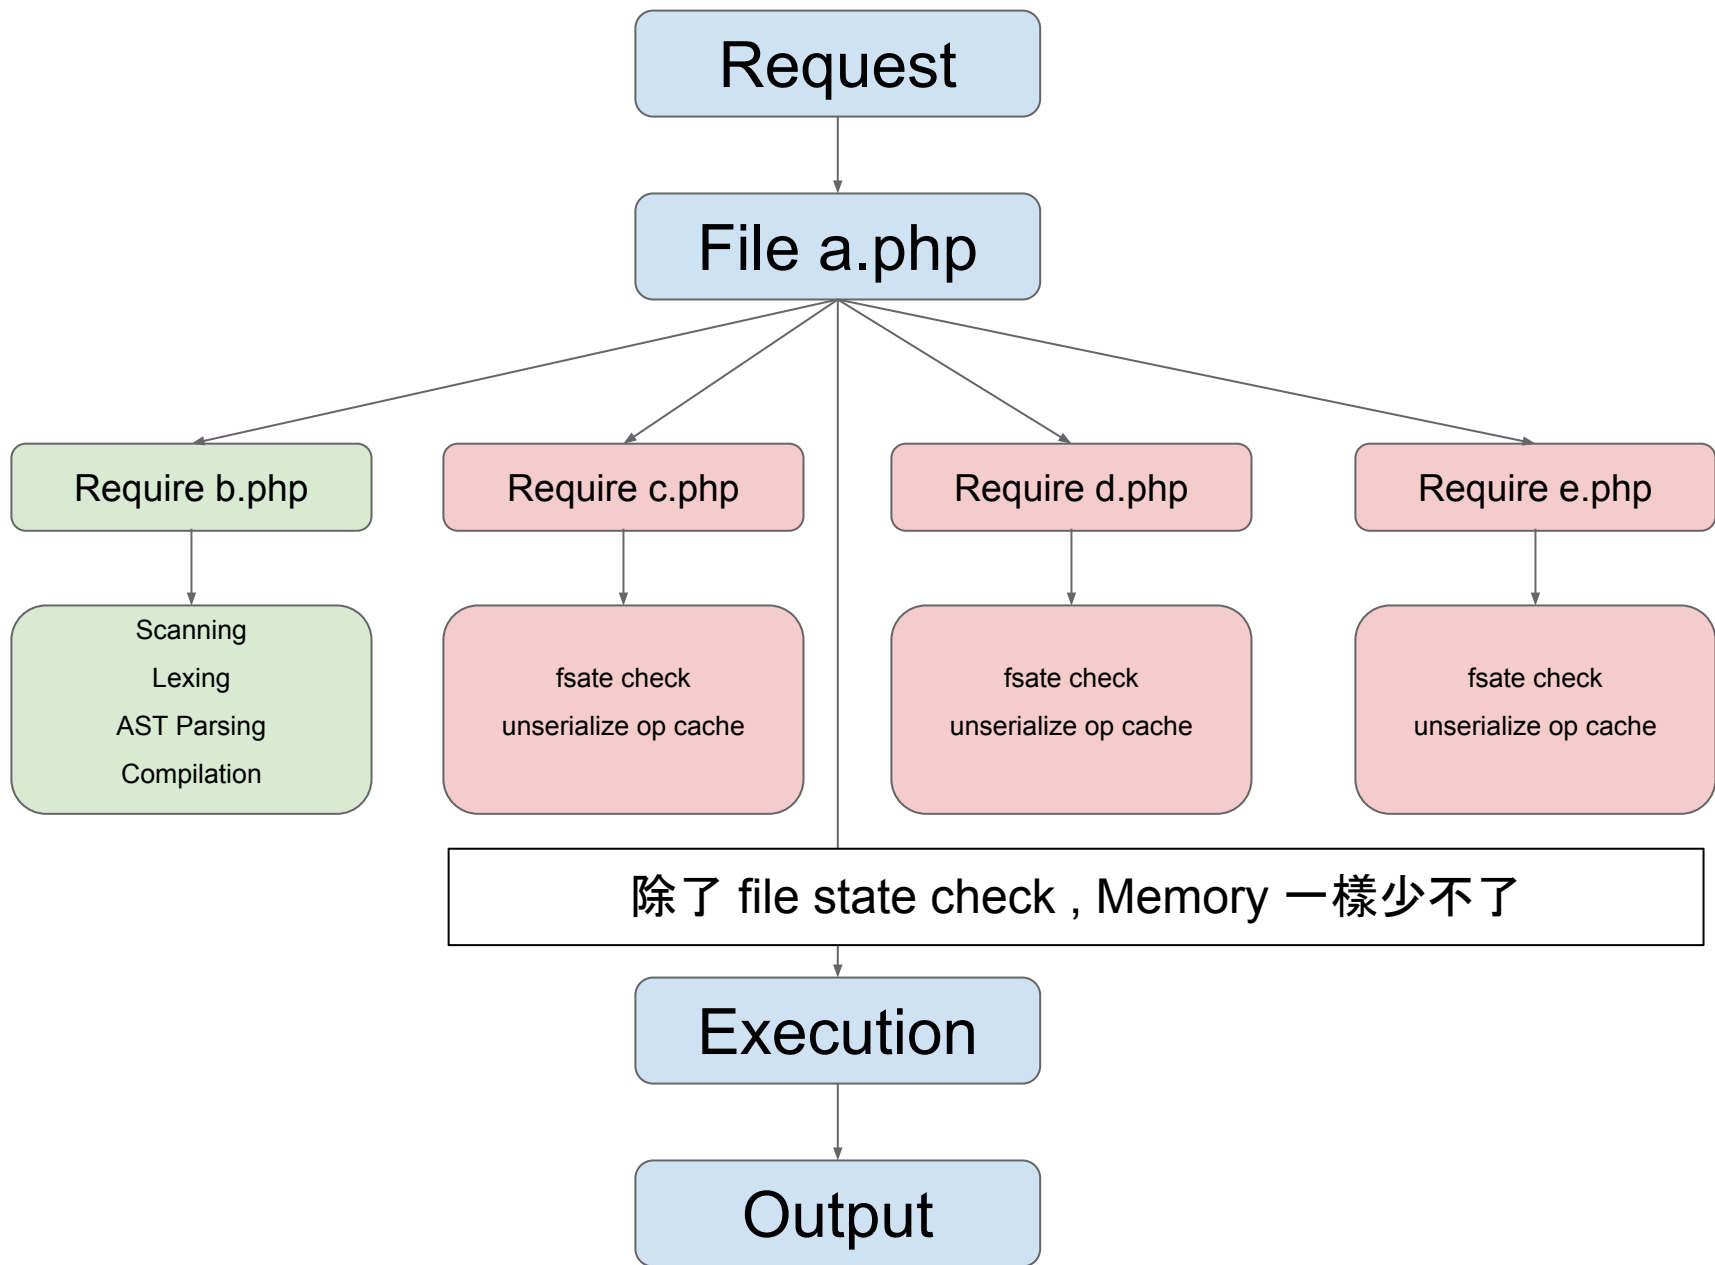 Request
File a.php
Require b.php
Require c.php
Require d.php
Require e.php
Scanning
Lexing
AST Parsing
Compilation
fsate check
unserialize op cache
fsate check
unserialize op cache
fsate check
unserialize op cache
除了 file state check , Memory 一樣少不了
Execution
Output